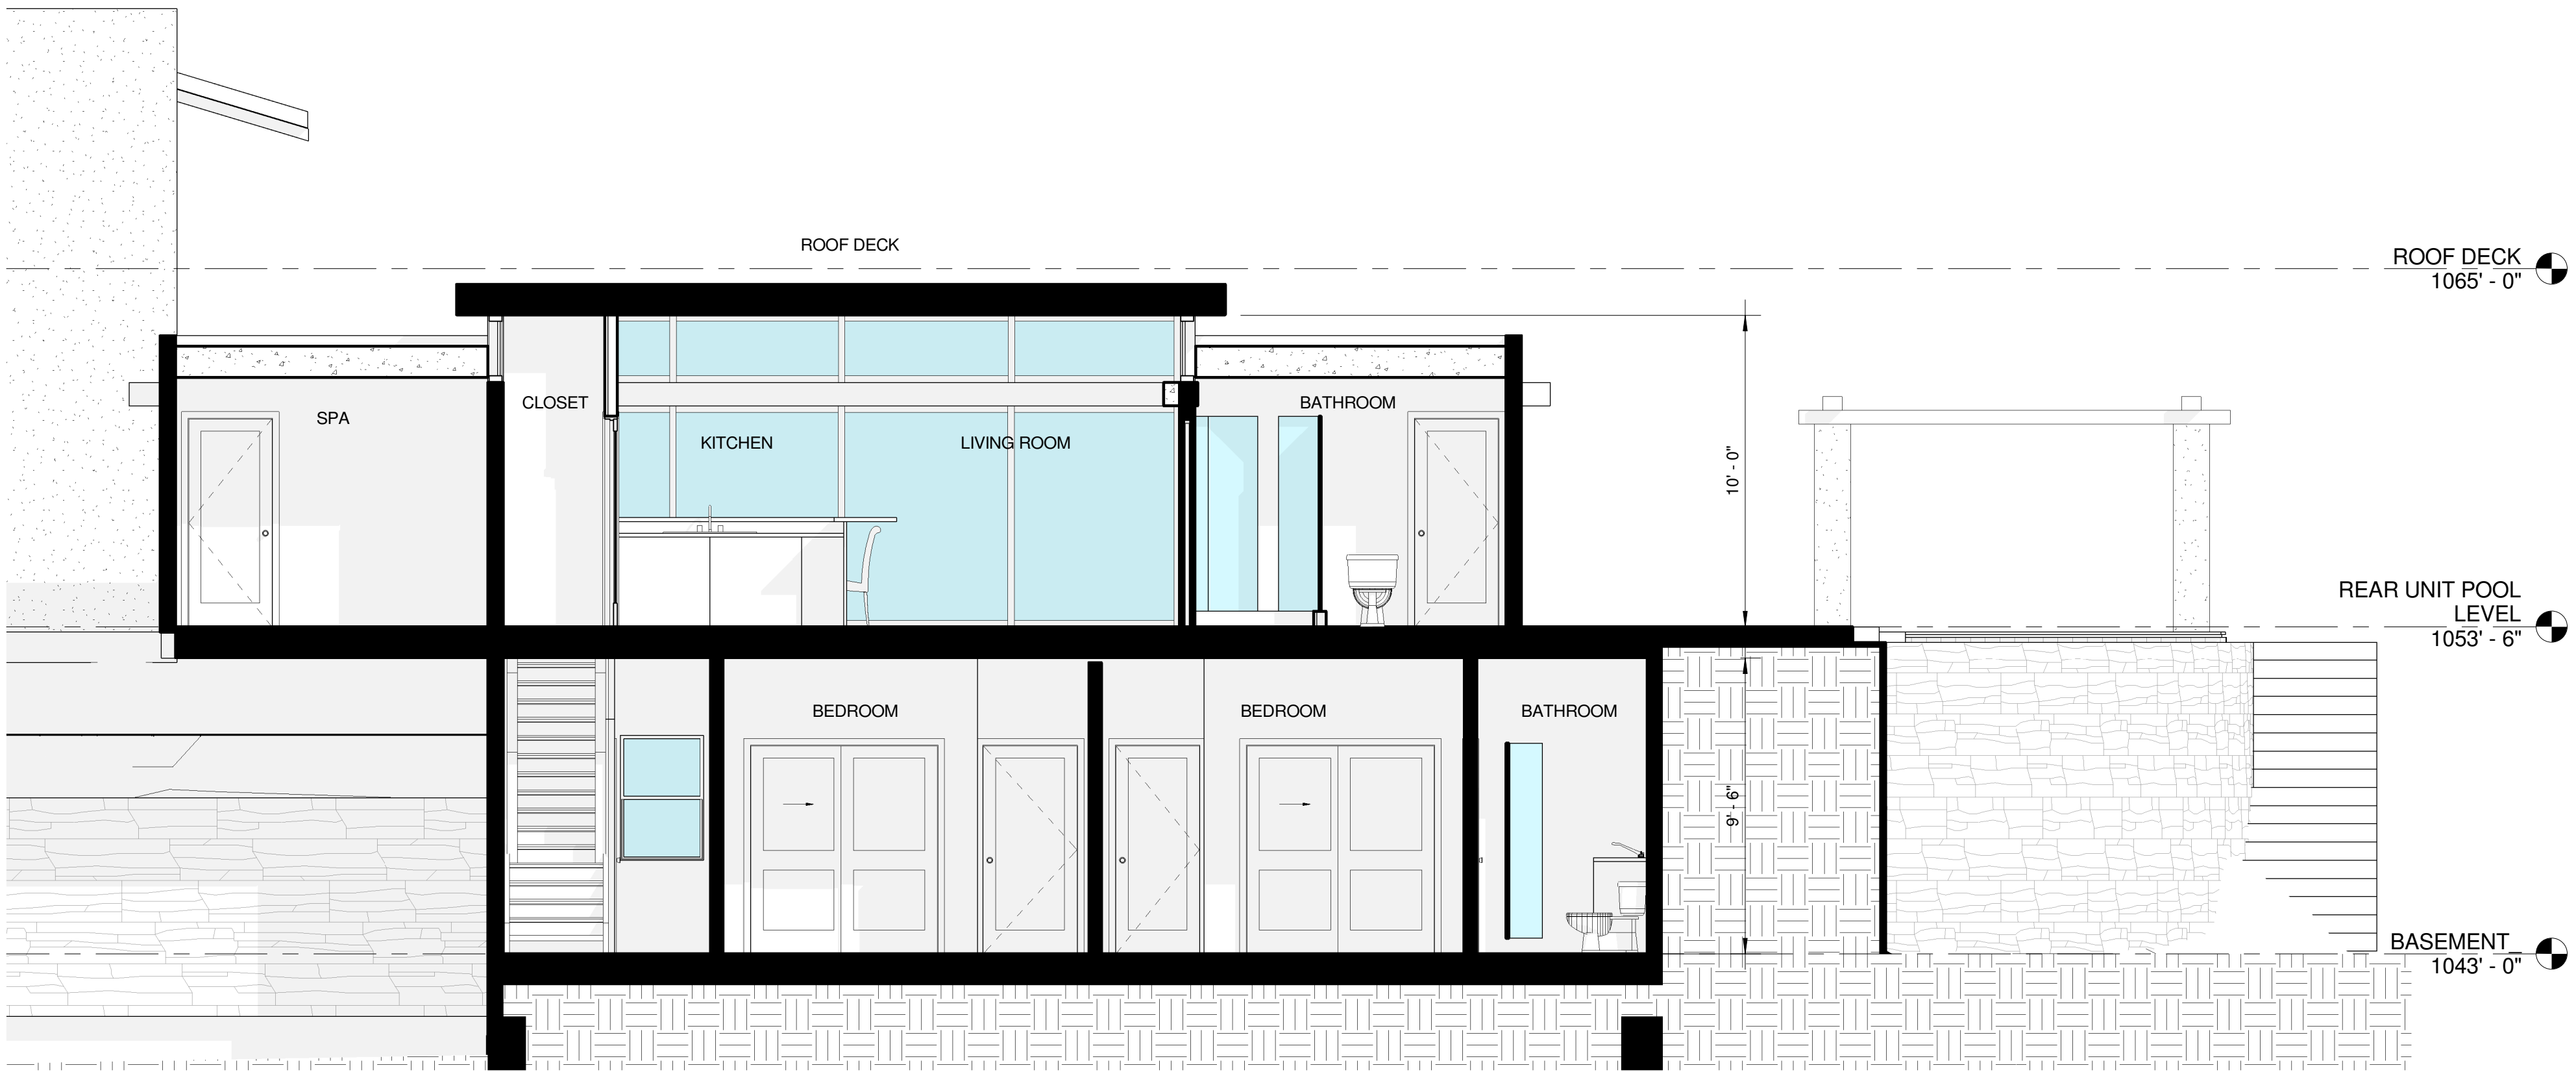 ROOF DECK
ROOF DECK
1065' - 0"
SPA
CLOSET
KITCHEN
LIVING ROOM
BATHROOM
10' - 0"
REAR UNIT POOL
LEVEL
1053' - 6"
BEDROOM
BEDROOM
BATHROOM
9' - 6"
BASEMENT_
1043' - 0"